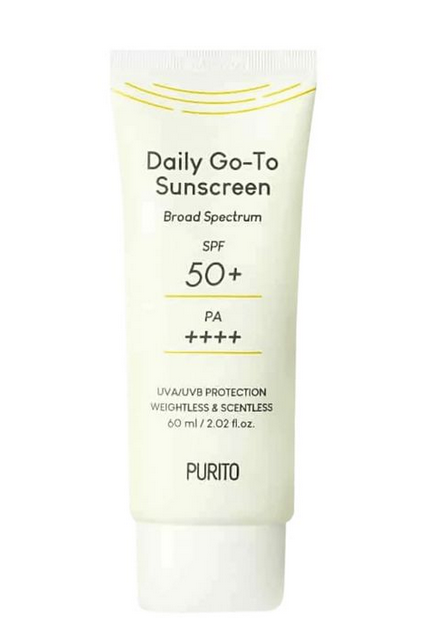 Daily Go-To
Sunscreen
Broad Spectrum
SPF
50+
PA
++++
UVA/UVB PROTECTION
WEIGHTLESS & SCENTLESS
60 ml / 2.02 fl.oz.
PURITO